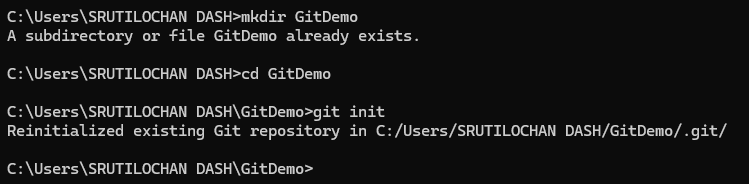 C:\Users\SRUTILOCHAN DASH>mkdir GitDemo
A subdirectory or file GitDemo already exists.
C:\Users\SRUTILOCHAN DASH>cd GitDemo
C:\Users\SRUTILOCHAN DASH\GitDemo>git init
Reinitialized existing Git repository in C:/Users/SRUTILOCHAN DASH/GitDemo/.git/
C:\Users\SRUTILOCHAN DASH\GitDemo>